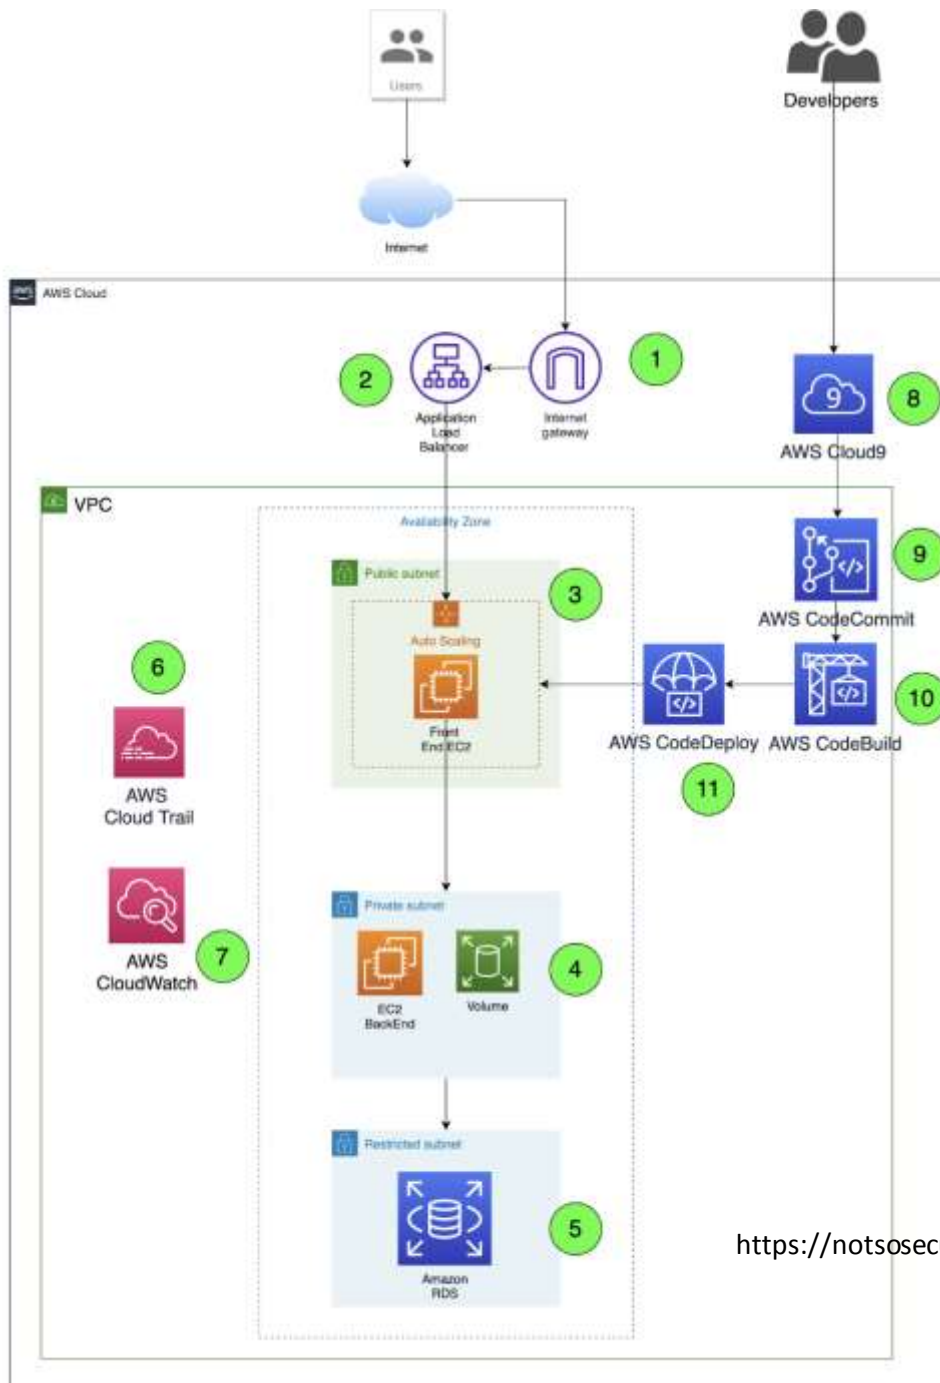 Users
Developers
Internet
aws
AWS Cloud
1
2
Application
Load
Balancer
Internet
gateway
9
8
AWS Cloud9
VPC
Availability Zone
Public subnet
3
9
AWS CodeCommit
Auto Scaling
Front
End EC2
6
10
AWS CodeDeploy
AWS CodeBuild
11
AWS
Cloud Trail
Private subnet
7
AWS
CloudWatch
4
EC2
BackEnd
Volume
Restricted subnet
5
Amazon
RDS
https://notsosec